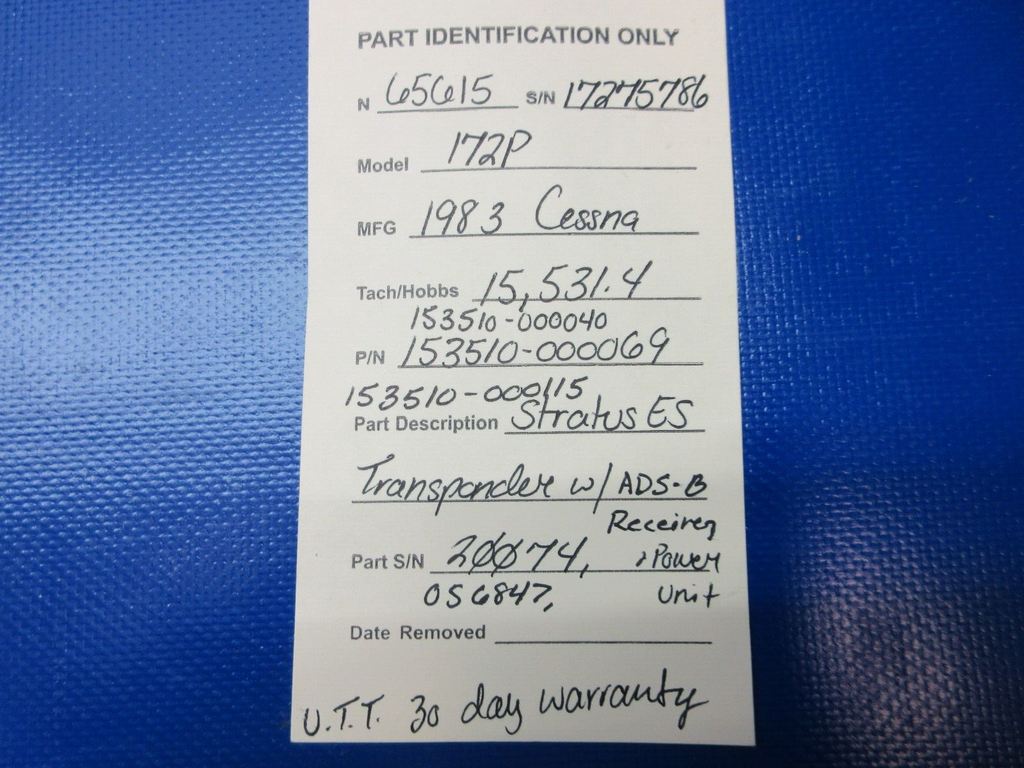 PART IDENTIFICATION ONLY
N 65615 S/N 17275786
Model 172P
MFG 1983 Cessna
Tach/Hobbs 15,531.4
153510-000040
P/N 153510-000069
153510-000115
Part Description Stratus ES
Transponder w/ ADS-B
Receiver,
Part S/N 20074, + Power
OS6847, Unit
Date Removed
U.T.T. 30 day warranty